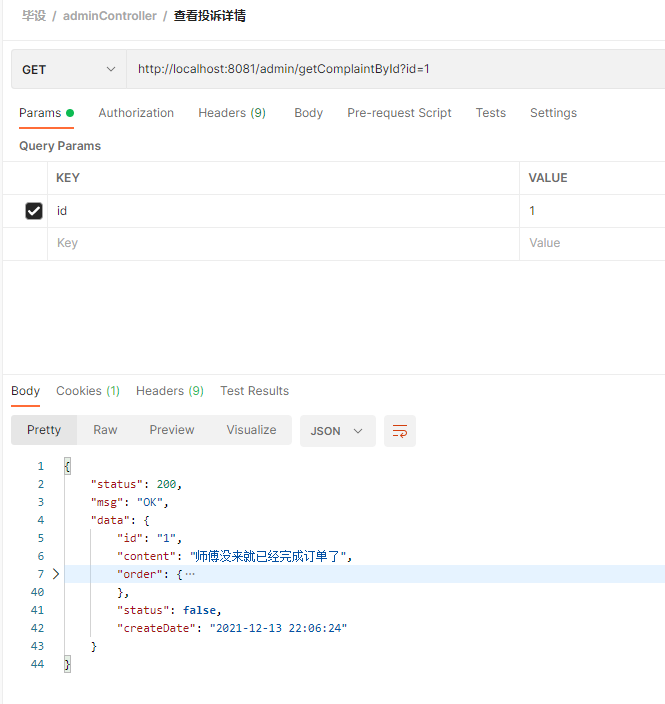 毕设 / adminController / 查看投诉详情
GET http://localhost:8081/admin/getComplaintById?id=1
Params Authorization Headers (9) Body Pre-request Script Tests Settings
Query Params
KEY VALUE
id 1
Key Value
Body Cookies (1) Headers (9) Test Results
Pretty Raw Preview Visualize JSON
1 {
2 "status": 200,
3 "msg": "OK",
4 "data": {
5 "id": "1",
6 "content": "师傅没来就已经完成订单了",
7 "order": {…
40 },
41 "status": false,
42 "createDate": "2021-12-13 22:06:24"
43 }
44 }